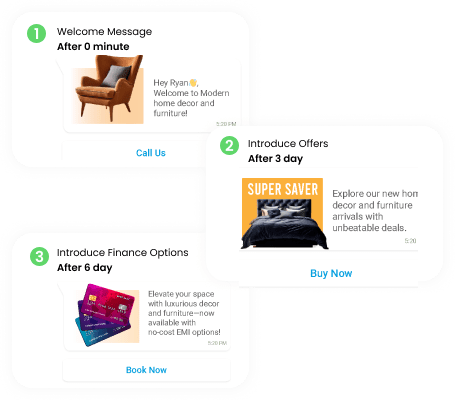 1
Welcome Message
After 0 minute
Hey Ryan👋,
Welcome to Modern
home decor and
furniture!
5:30 PM
Call Us
2
Introduce Offers
After 3 day
SUPER SAVER
Explore our new hom
decor and furniture
arrivals with
unbeatable deals.
5:20
Buy Now
3
Introduce Finance Options
After 6 day
Elevate your space
with luxurious decor
and furniture—now
available with
no-cost EMI options!
5:30 PM
Book Now